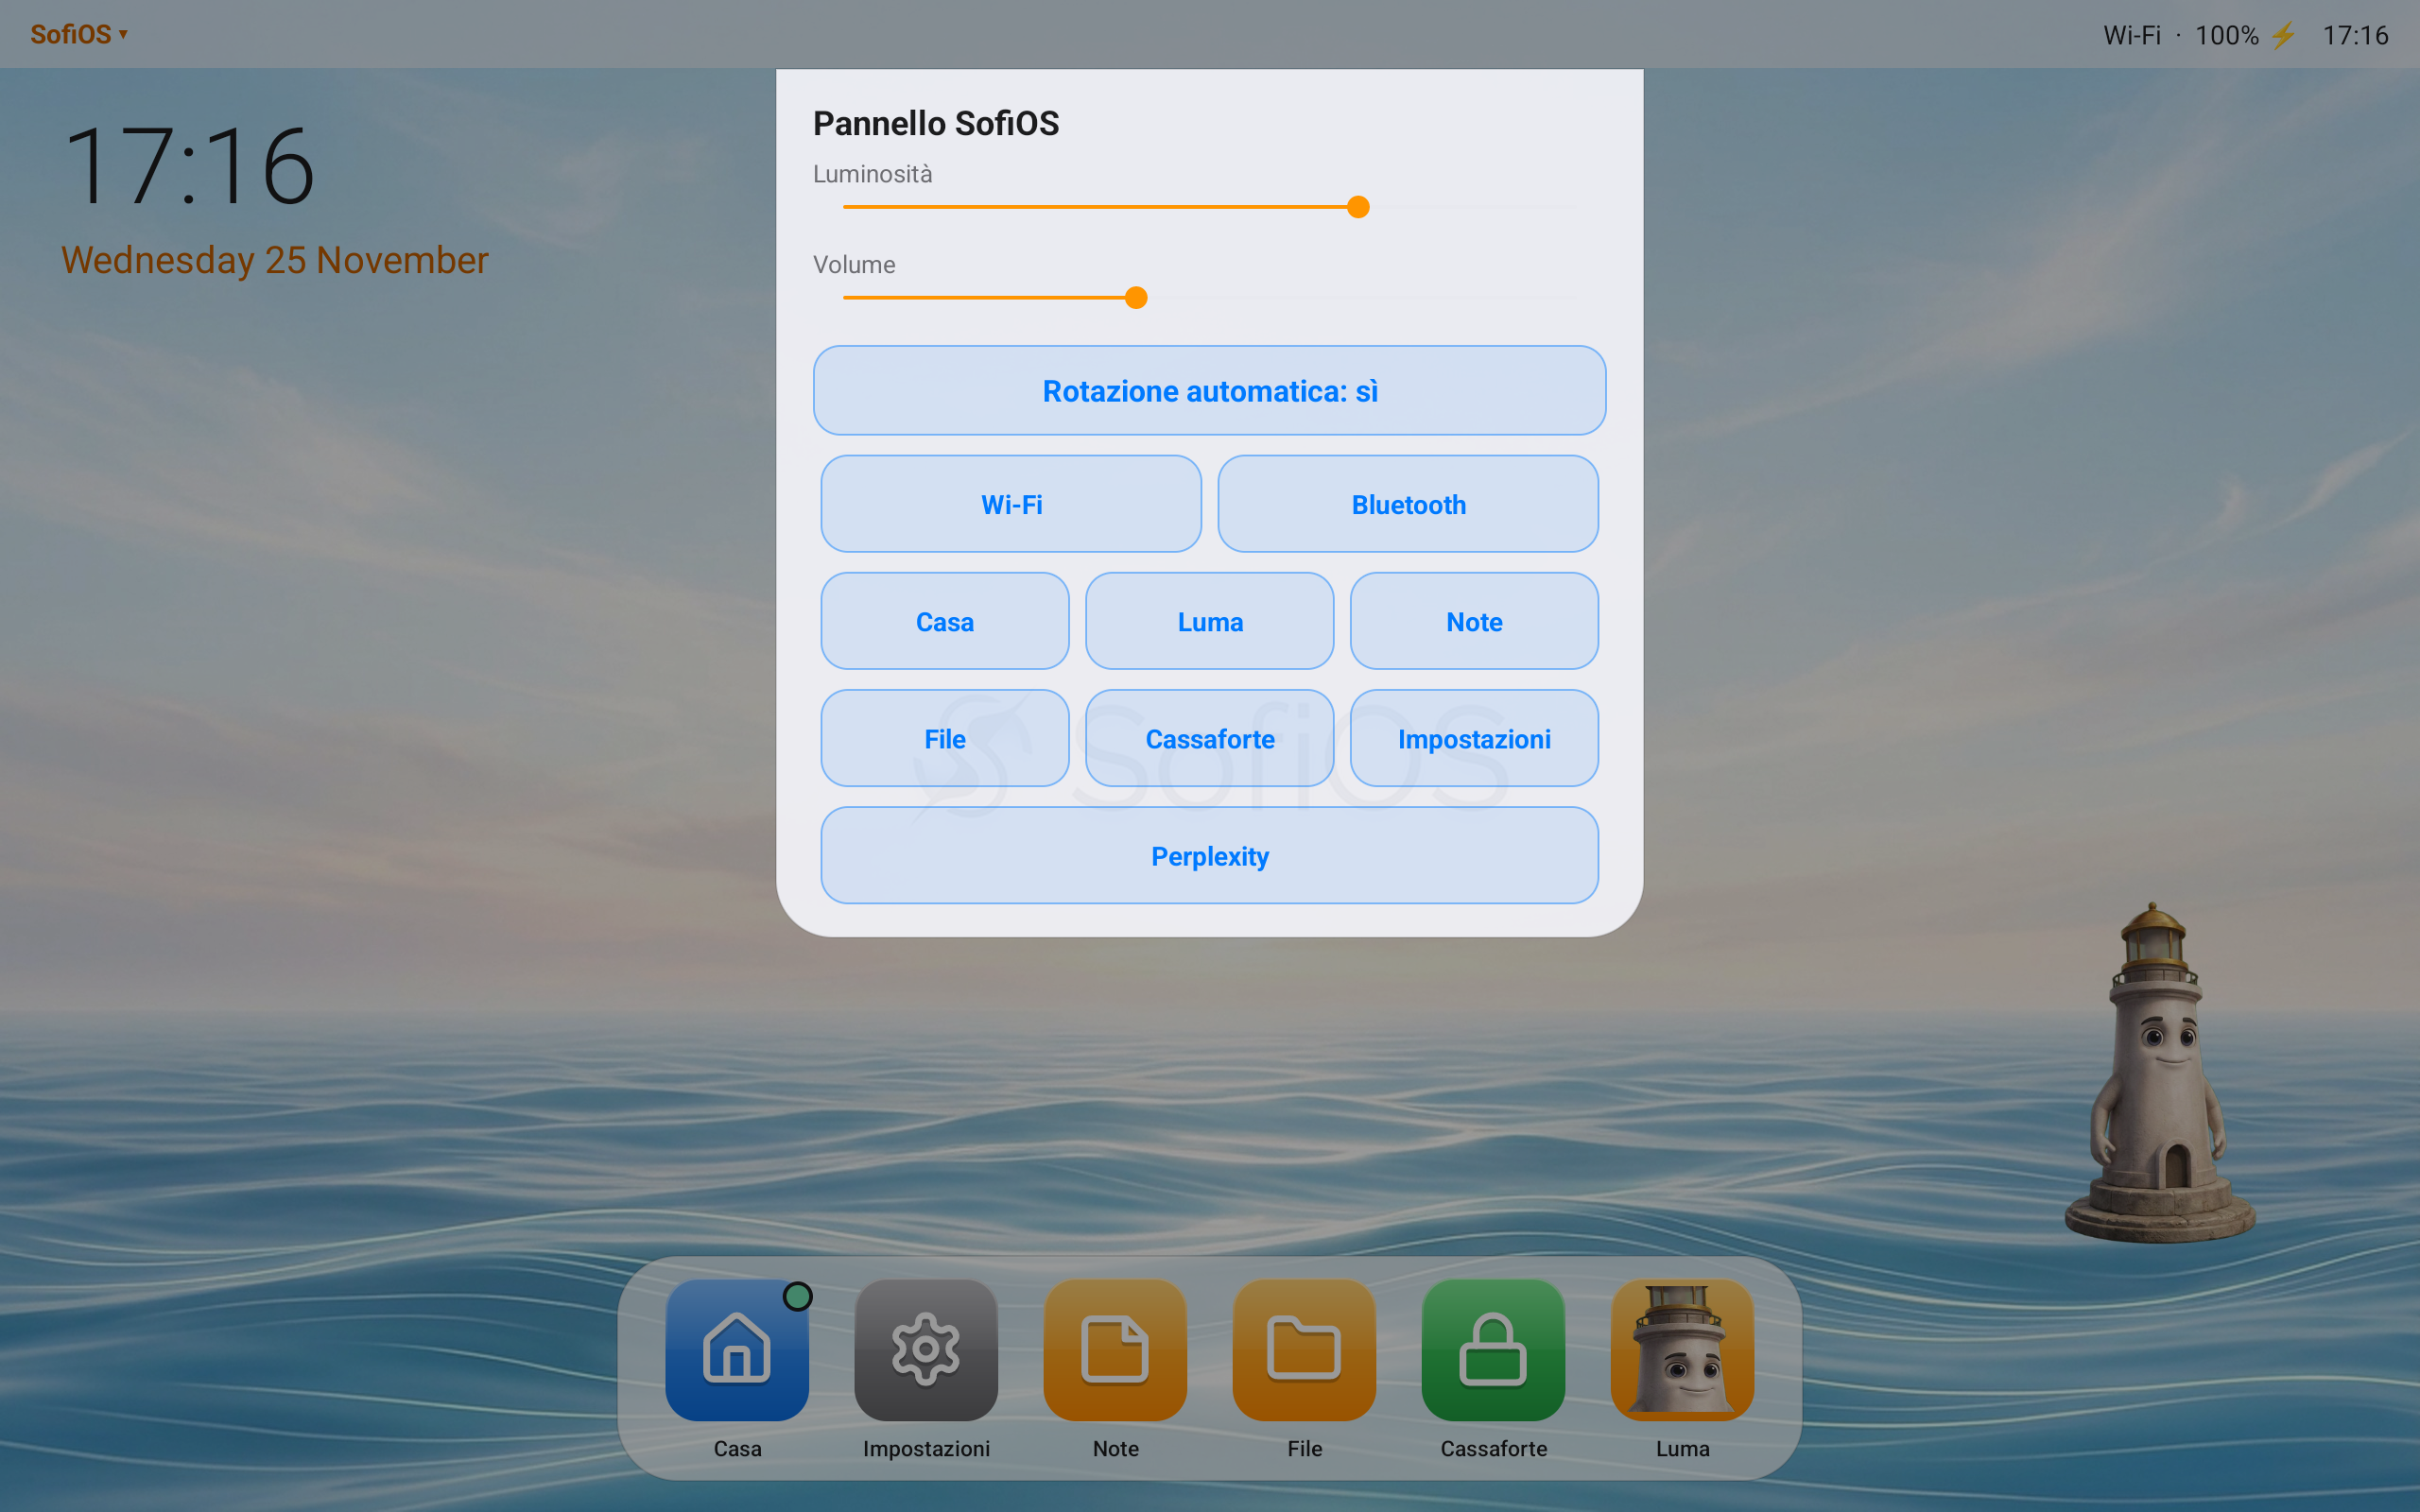 SofiOS ▾
Wi-Fi · 100% ⚡ 17:16
17:16
Wednesday 25 November
Pannello SofiOS
Luminosità
Volume
Rotazione automatica: sì
Wi-Fi Bluetooth
Casa Luma Note
File Cassaforte Impostazioni
SofiOS
Perplexity
Casa Impostazioni Note File Cassaforte Luma